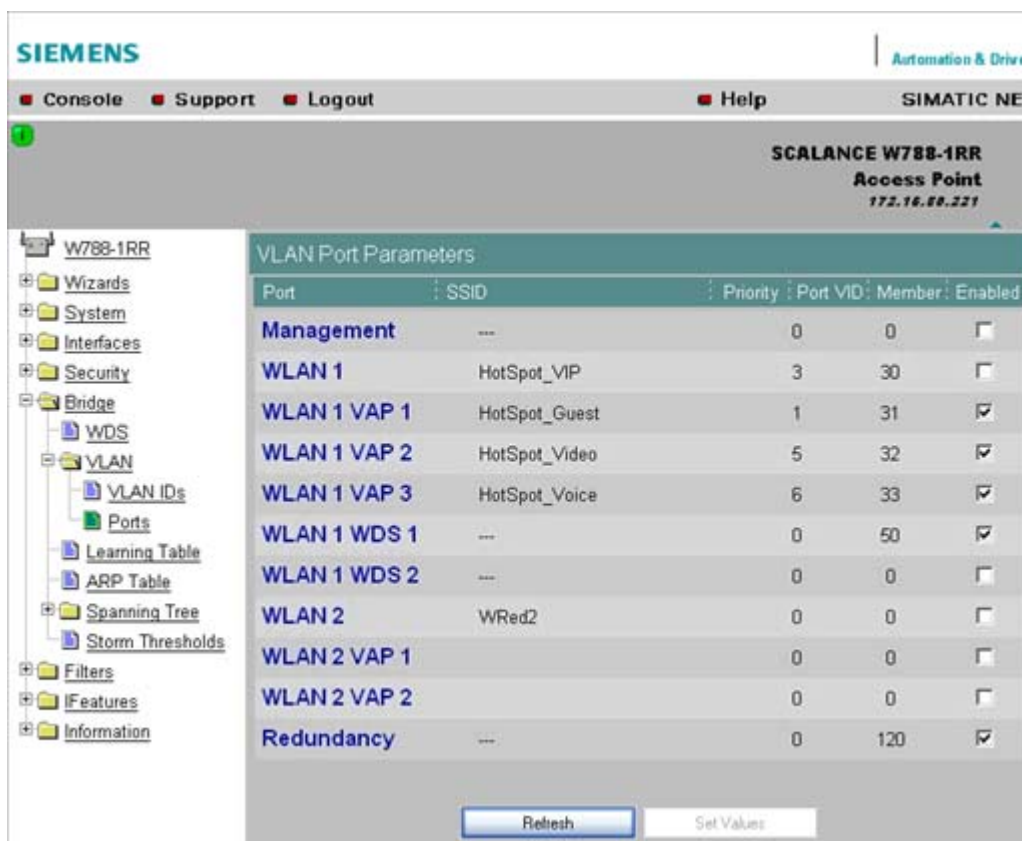 SIEMENS
Automation & Drive
Console Support Logout Help SIMATIC NE
SCALANCE W788-1RR
Access Point
172.16.80.221
W788-1RR
Wizards
System
Interfaces
Security
Bridge
WDS
VLAN
VLAN IDs
Ports
Learning Table
ARP Table
Spanning Tree
Storm Thresholds
Filters
IFeatures
Information
VLAN Port Parameters
Port SSID Priority Port VID Member Enabled
Management --- 0 0
WLAN 1 HotSpot_VIP 3 30
WLAN 1 VAP 1 HotSpot_Guest 1 31
WLAN 1 VAP 2 HotSpot_Video 5 32
WLAN 1 VAP 3 HotSpot_Voice 6 33
WLAN 1 WDS 1 --- 0 50
WLAN 1 WDS 2 --- 0 0
WLAN 2 WRed2 0 0
WLAN 2 VAP 1 0 0
WLAN 2 VAP 2 0 0
Redundancy --- 0 120
Refresh Set Values